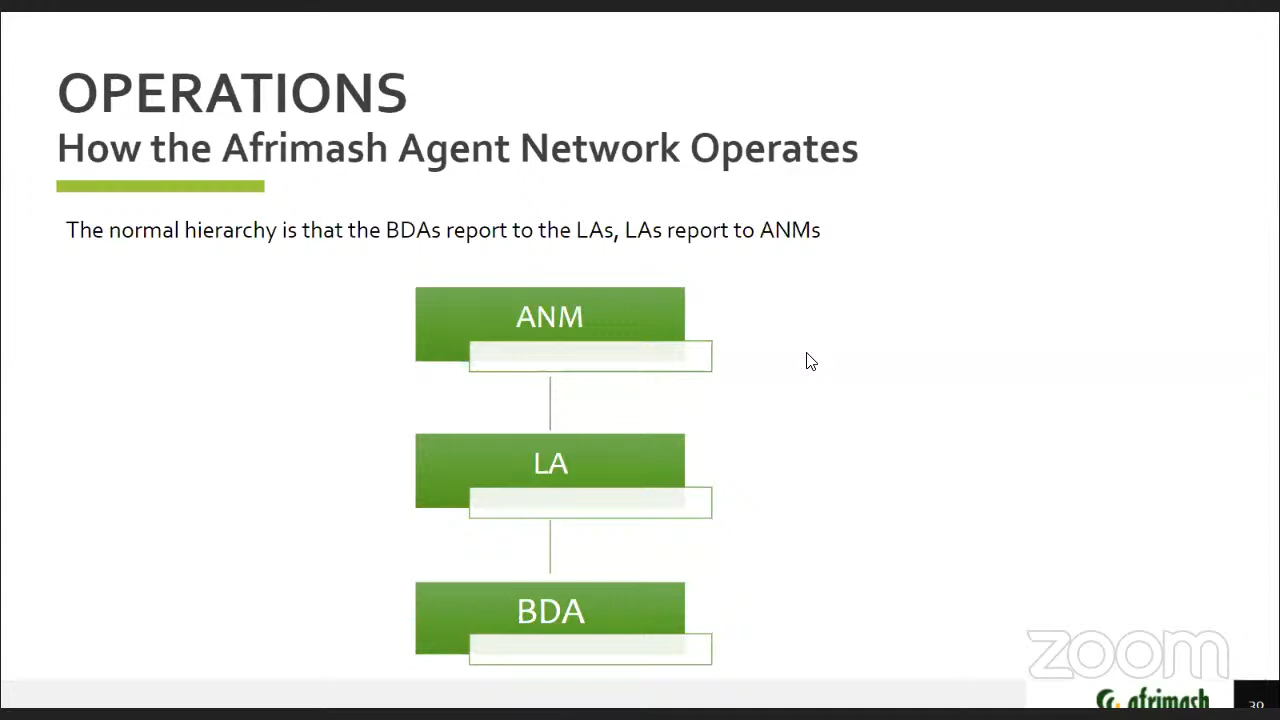 OPERATIONS
How the Afrimash Agent Network Operates
The normal hierarchy is that the BDAs report to the LAs, LAs report to ANMs
ANM
LA
BDA
zoom
afrimash